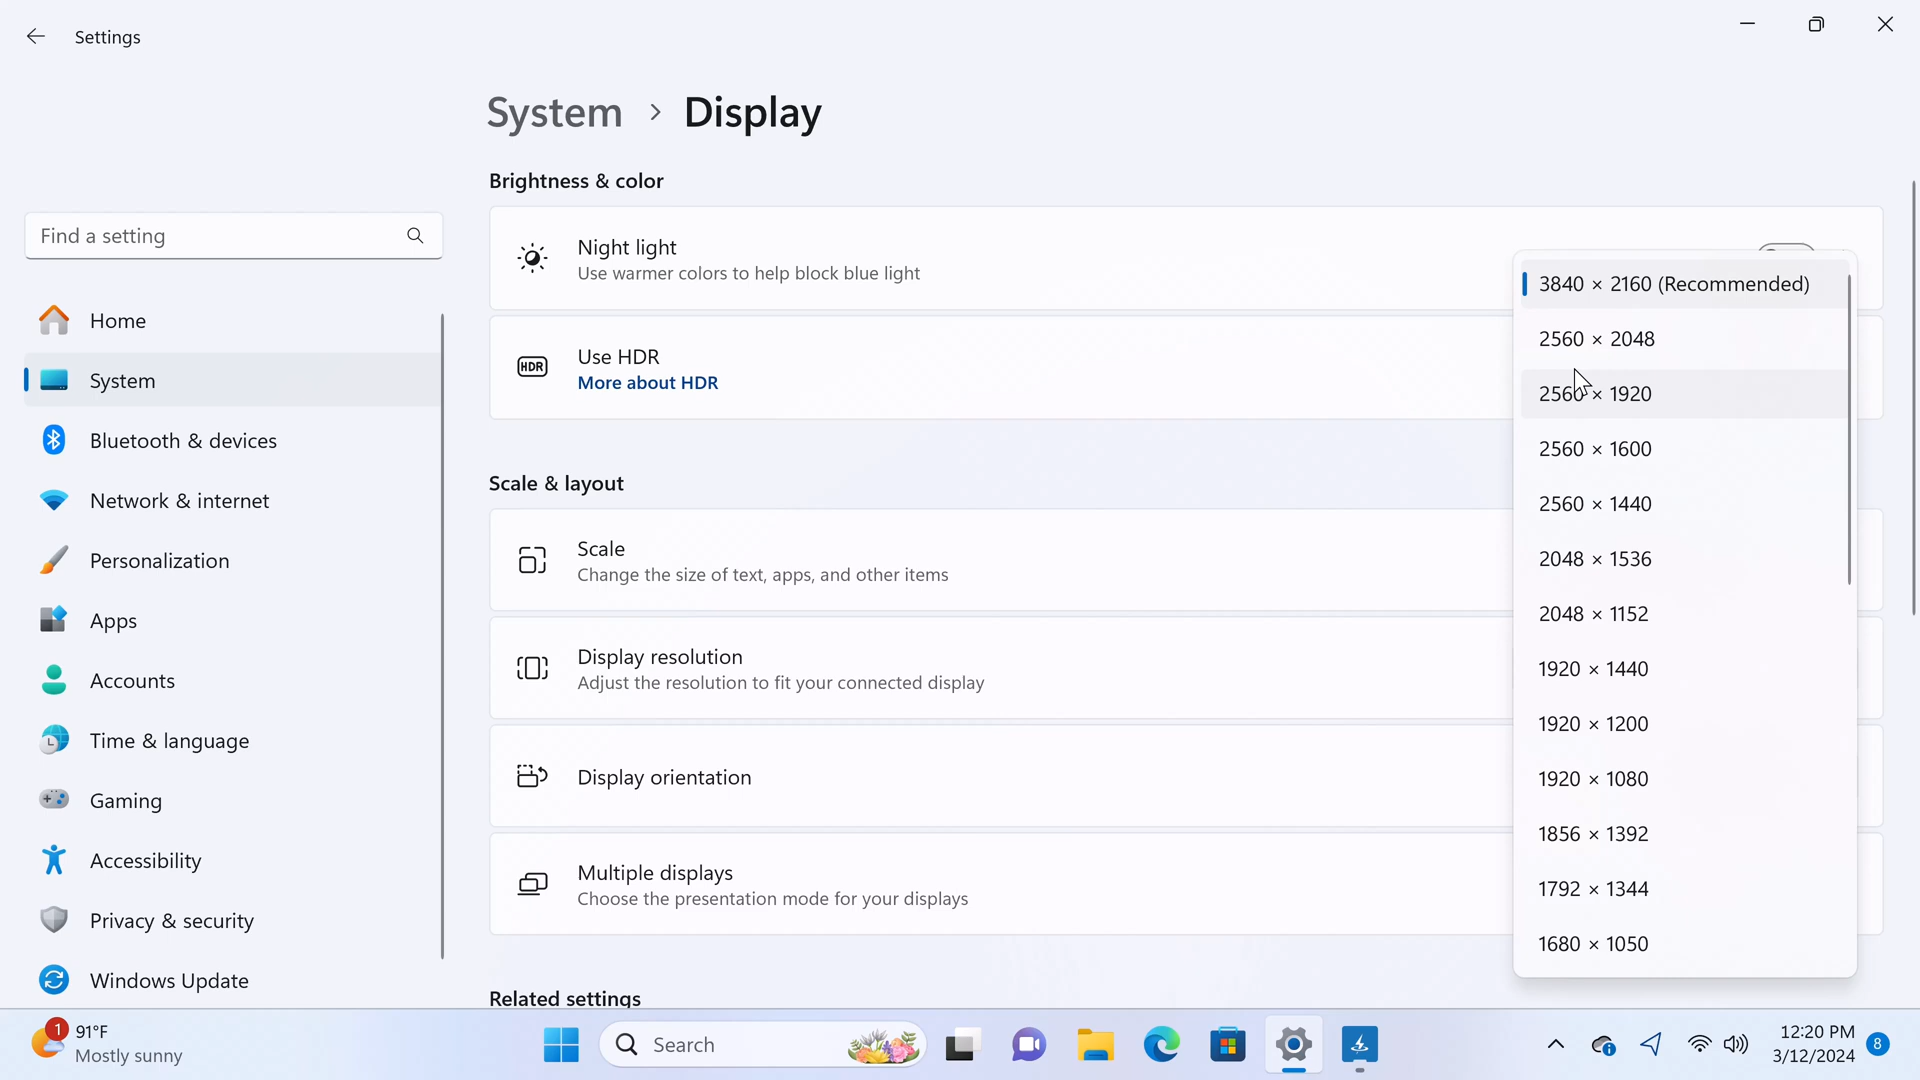 Settings
System > Display
Find a setting
Home
System
Bluetooth & devices
Network & internet
Personalization
Apps
Accounts
Time & language
Gaming
Accessibility
Privacy & security
Windows Update
Brightness & color
Night light
Use warmer colors to help block blue light
HDR
Use HDR
More about HDR
Scale & layout
Scale
Change the size of text, apps, and other items
Display resolution
Adjust the resolution to fit your connected display
Display orientation
Multiple displays
Choose the presentation mode for your displays
Related settings
3840 × 2160 (Recommended)
2560 × 2048
2560 × 1920
2560 × 1600
2560 × 1440
2048 × 1536
2048 × 1152
1920 × 1440
1920 × 1200
1920 × 1080
1856 × 1392
1792 × 1344
1680 × 1050
1
91°F
Mostly sunny
Search
12:20 PM
3/12/2024
8